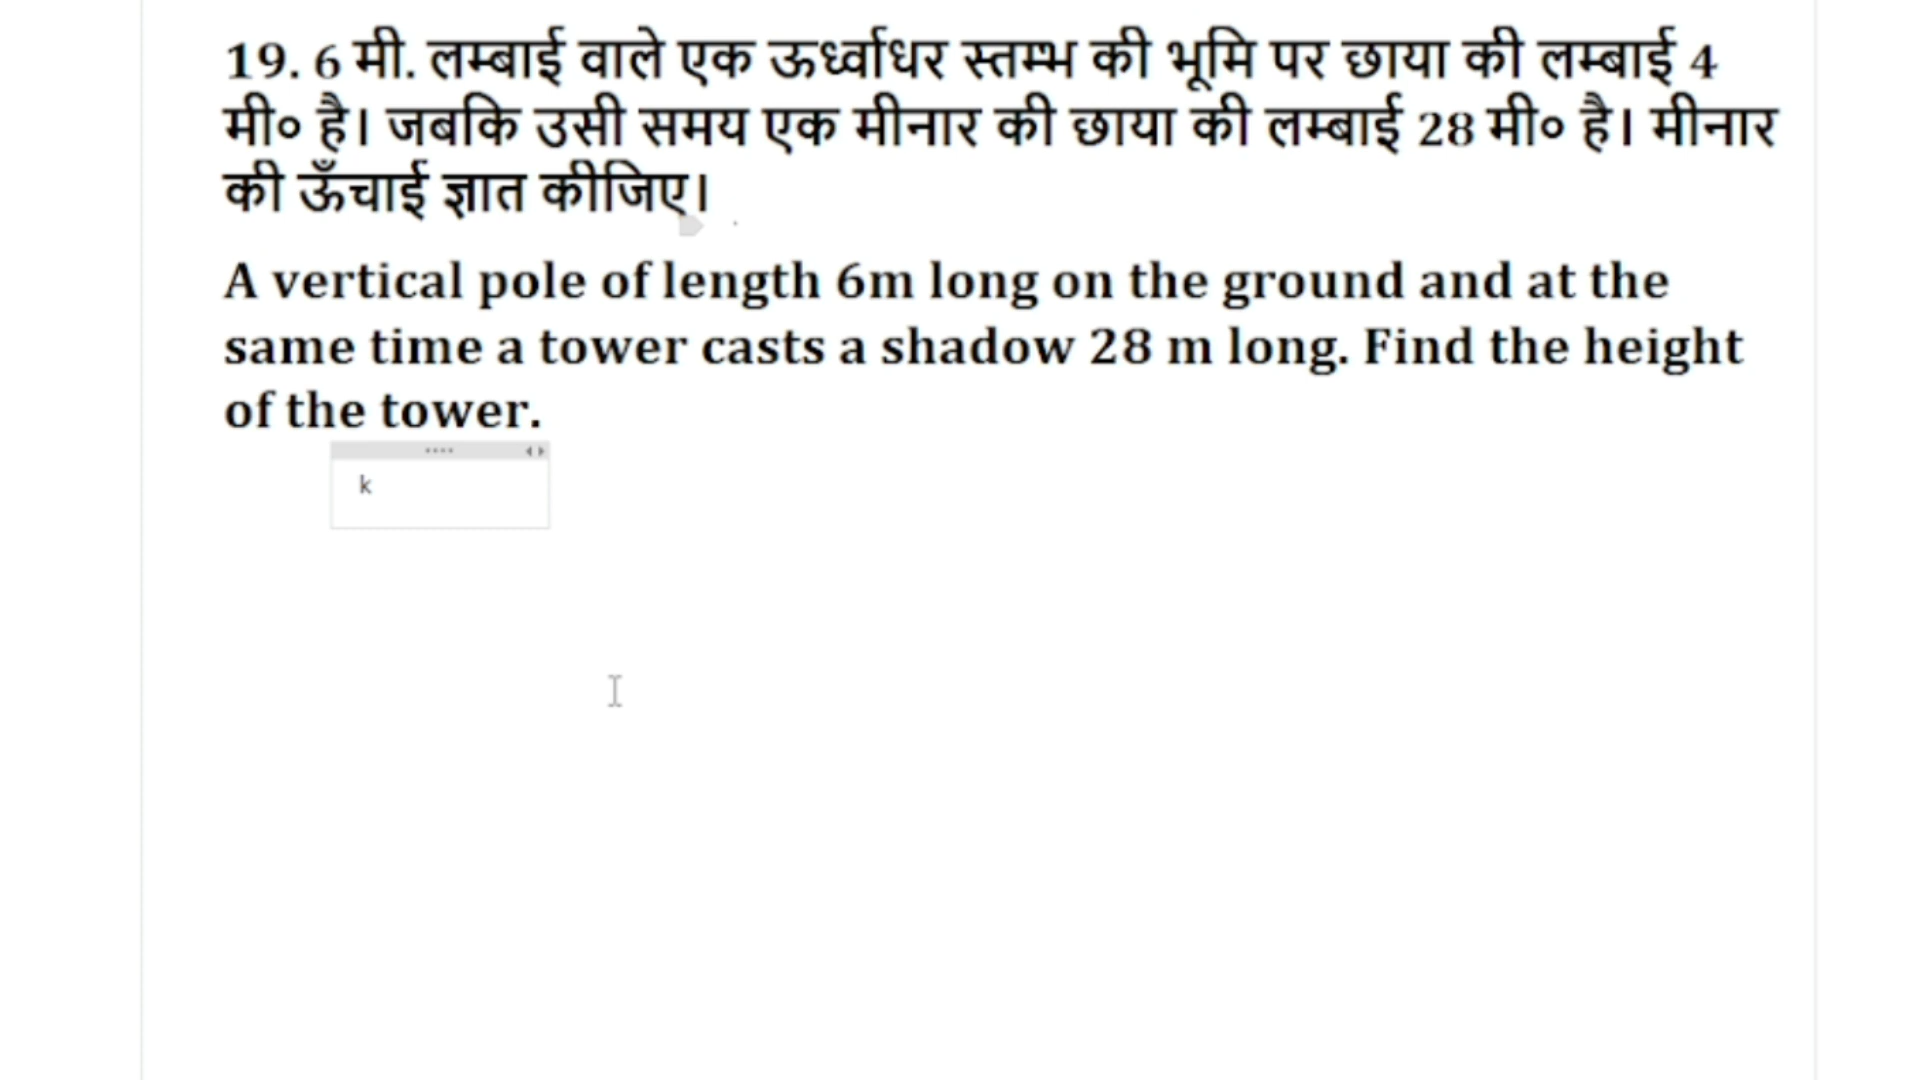 19. 6 मी. लम्बाई वाले एक ऊर्ध्वाधर स्तम्भ की भूमि पर छाया की लम्बाई 4
मी० है। जबकि उसी समय एक मीनार की छाया की लम्बाई 28 मी० है। मीनार
की ऊँचाई ज्ञात कीजिए।
A vertical pole of length 6m long on the ground and at the
same time a tower casts a shadow 28 m long. Find the height
of the tower.
k